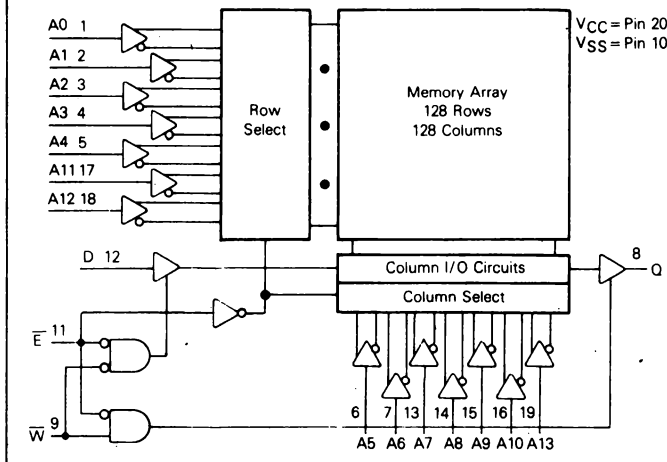 A0 1
A1 2
A2 3
A3 4
A4 5
A11 17
A12 18
Row
Select
Memory Array
128 Rows
128 Columns
VCC = Pin 20
VSS = Pin 10
D 12
Column I/O Circuits
Column Select
8
Q
E 11
W 9
6 7 13 14 15 16 19
A5 A6 A7 A8 A9 A10 A13